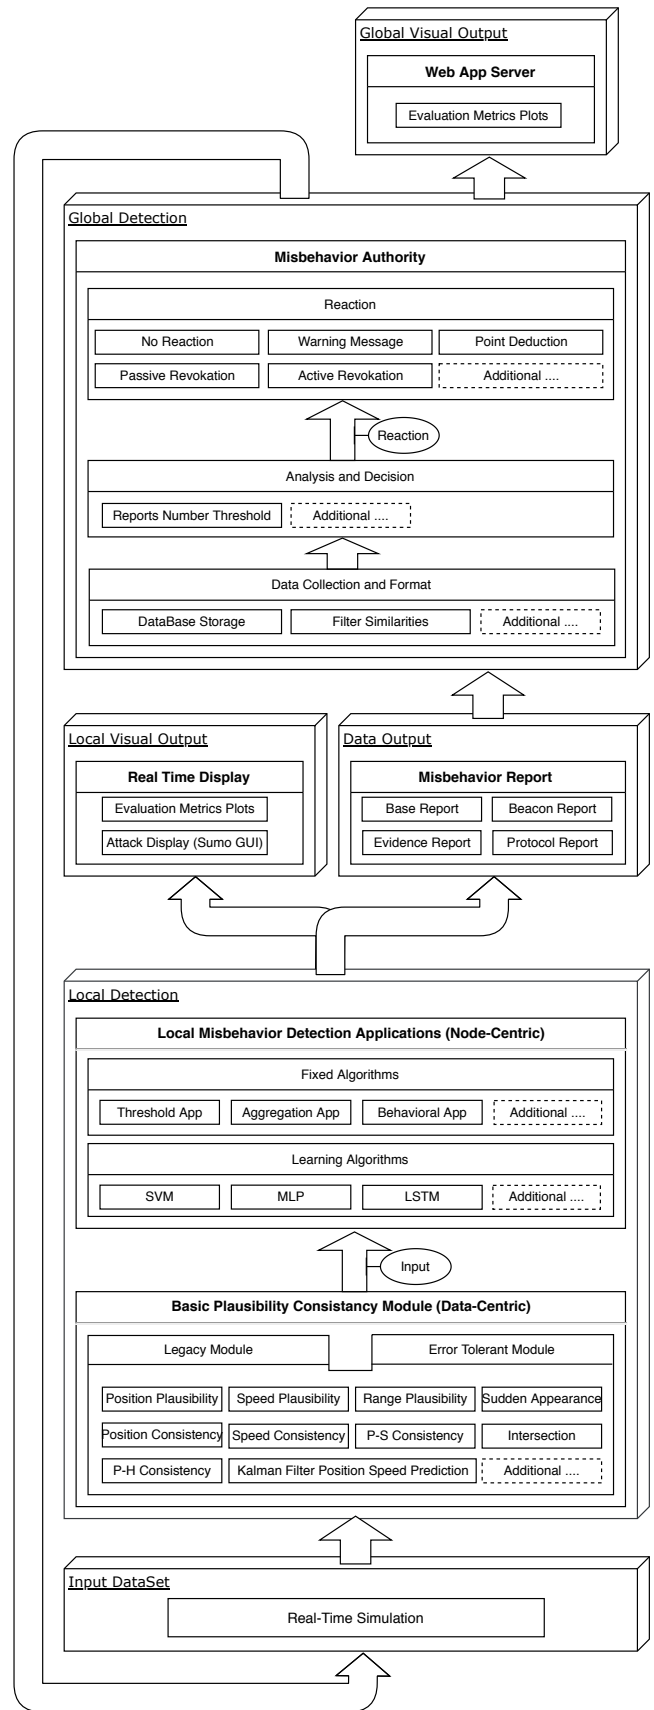 Global Visual Output
Web App Server
Evaluation Metrics Plots
Global Detection
Misbehavior Authority
Reaction
No Reaction
Warning Message
Point Deduction
Passive Revokation
Active Revokation
Additional ....
Reaction
Analysis and Decision
Reports Number Threshold
Additional ....
Data Collection and Format
DataBase Storage
Filter Similarities
Additional ....
Local Visual Output
Real Time Display
Evaluation Metrics Plots
Attack Display (Sumo GUI)
Data Output
Misbehavior Report
Base Report
Beacon Report
Evidence Report
Protocol Report
Local Detection
Local Misbehavior Detection Applications (Node-Centric)
Fixed Algorithms
Threshold App
Aggregation App
Behavioral App
Additional ....
Learning Algorithms
SVM
MLP
LSTM
Additional ....
Input
Basic Plausibility Consistancy Module (Data-Centric)
Legacy Module
Error Tolerant Module
Position Plausibility
Speed Plausibility
Range Plausibility
Sudden Appearance
Position Consistency
Speed Consistency
P-S Consistency
Intersection
P-H Consistency
Kalman Filter Position Speed Prediction
Additional ....
Input DataSet
Real-Time Simulation